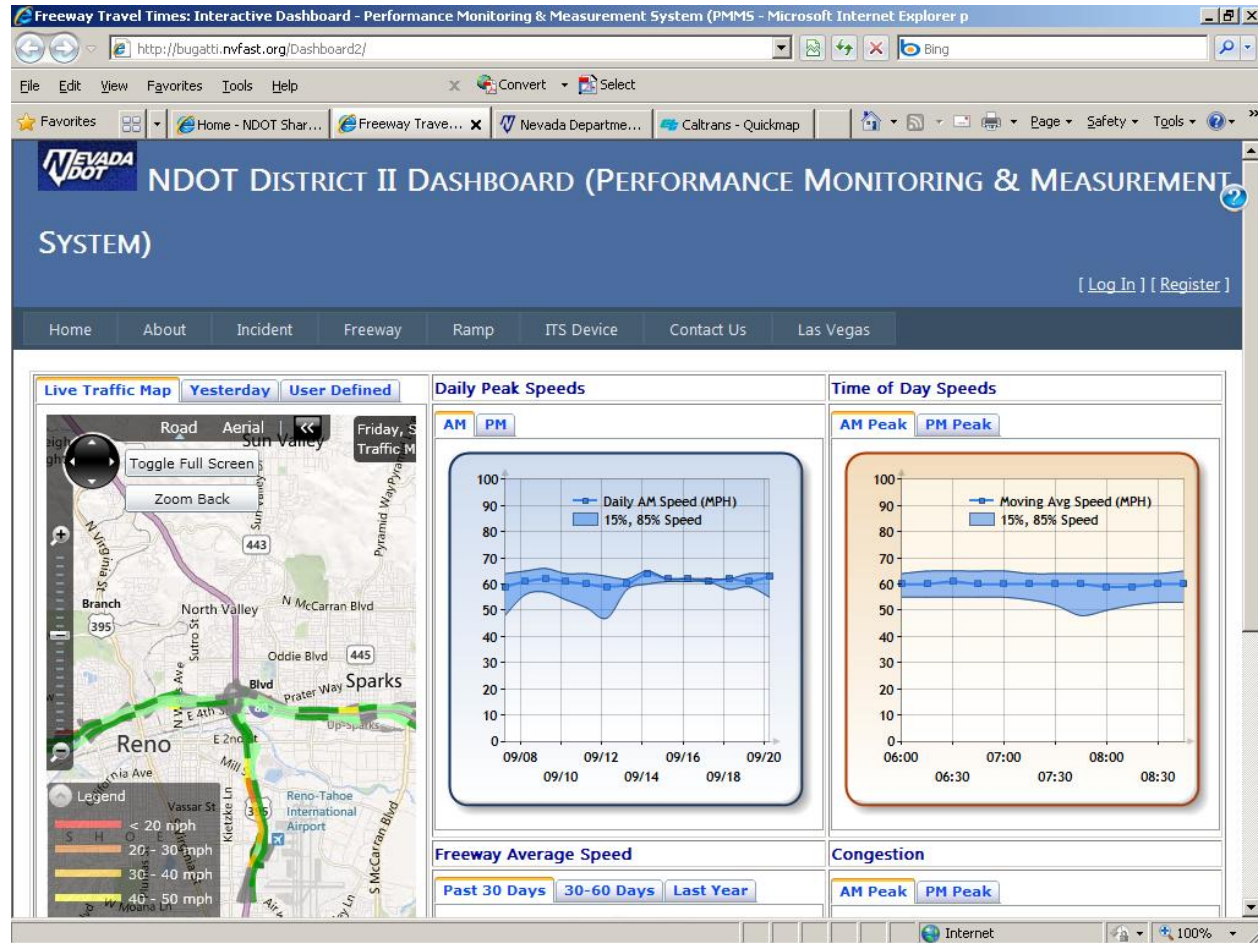 Freeway Travel Times: Interactive Dashboard - Performance Monitoring & Measurement System (PMMS - Microsoft Internet Explorer p
http://bugatti.nvfast.org/Dashboard2/
Bing
File Edit View Favorites Tools Help
Convert Select
Favorites
Home - NDOT Shar...
Freeway Trave...
Nevada Departme...
Caltrans - Quickmap
Page Safety Tools
NEVADA DOT
NDOT DISTRICT II DASHBOARD (PERFORMANCE MONITORING & MEASUREMENT
SYSTEM)
[ Log In ] [ Register ]
Home About Incident Freeway Ramp ITS Device Contact Us Las Vegas
Live Traffic Map Yesterday User Defined
Road Aerial «
Friday, S
Traffic M
Toggle Full Screen
Zoom Back
Sun Valley
Pyramid Way
N Virginia St
443
Branch
395
North Valley
N McCarran Blvd
Sutro St
Oddie Blvd
445
Blvd
Prater Way
Sparks
E 4th
Reno
E 2nd St
Mill
Vassar St
Kietzke Ln
Reno-Tahoe
International
Airport
S McCarran Blvd
Legend
< 20 mph
20 - 30 mph
30 - 40 mph
40 - 50 mph
W Moana Ln
Daily Peak Speeds
AM PM
Daily AM Speed (MPH)
15%, 85% Speed
100
90
80
70
60
50
40
30
20
10
0
09/08 09/12 09/16 09/20
09/10 09/14 09/18
Time of Day Speeds
AM Peak PM Peak
Moving Avg Speed (MPH)
15%, 85% Speed
100
90
80
70
60
50
40
30
20
10
0
06:00 07:00 08:00
06:30 07:30 08:30
Freeway Average Speed
Past 30 Days 30-60 Days Last Year
Congestion
AM Peak PM Peak
Internet
100%